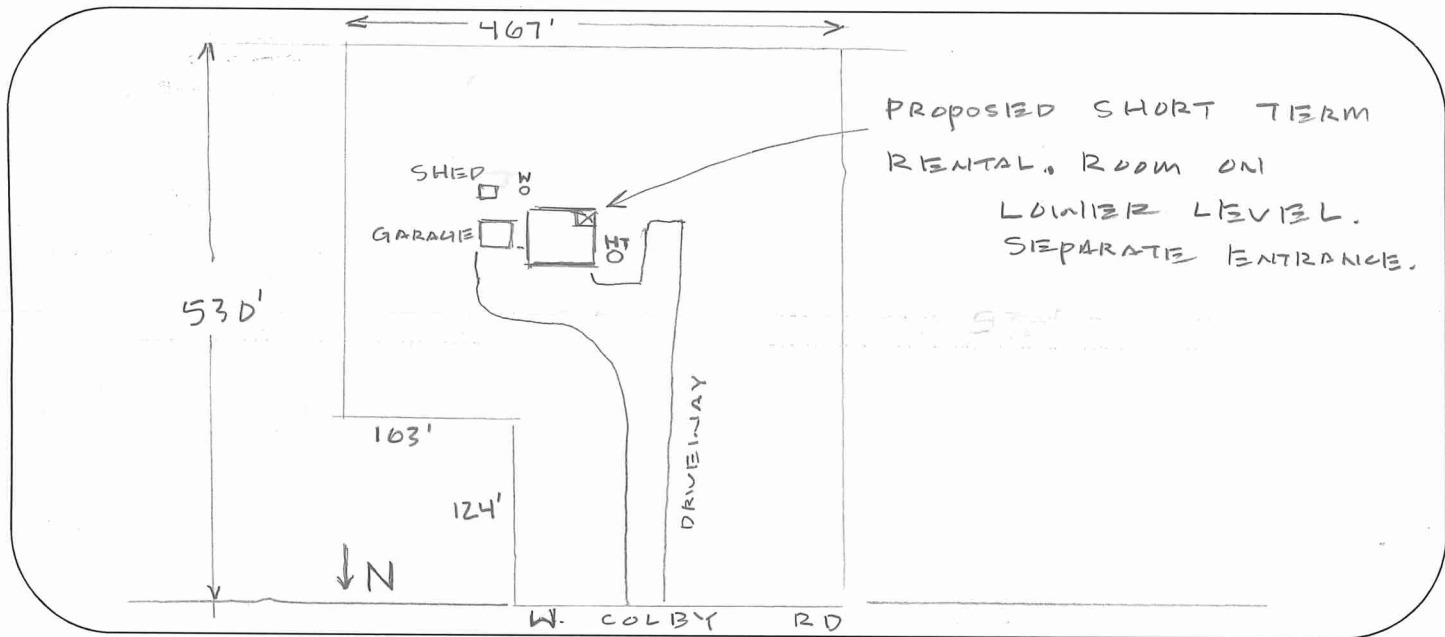 467'
PROPOSED SHORT TERM
RENTAL. ROOM ON
LOWER LEVEL.
SEPARATE ENTRANCE.
SHED
W
GARAGE
HT
530'
163'
DRIVEWAY
124'
N
W. COLBY RD